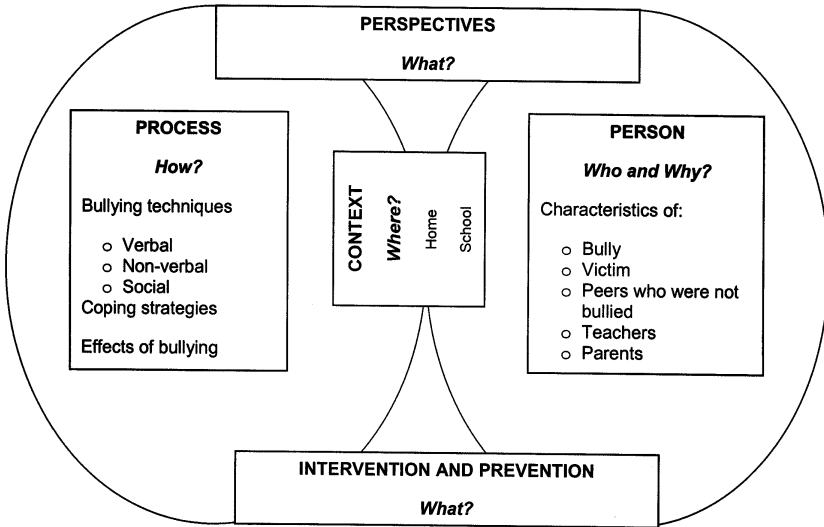 PERSPECTIVES
What?
PROCESS
How?
Bullying techniques
o Verbal
o Non-verbal
o Social
Coping strategies
Effects of bullying
CONTEXT
Where?
Home
School
PERSON
Who and Why?
Characteristics of:
o Bully
o Victim
o Peers who were not
bullied
o Teachers
o Parents
INTERVENTION AND PREVENTION
What?